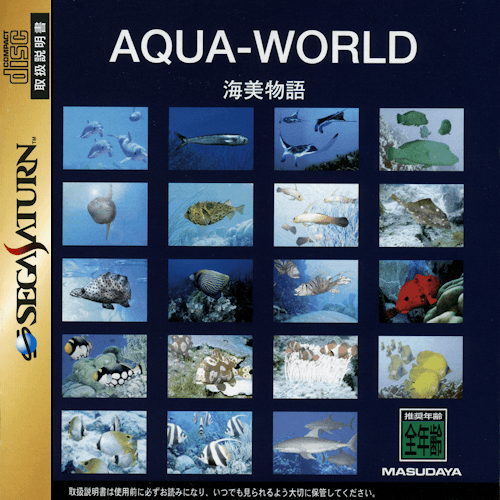 COMPACT
disc
取扱説明書
SEGA SATURN™
AQUA-WORLD
海美物語
推奨年齢
全年齢
MASUDAYA
取扱説明書は使用前に必ずお読みになり、いつでも見られるよう大切に保管してください。